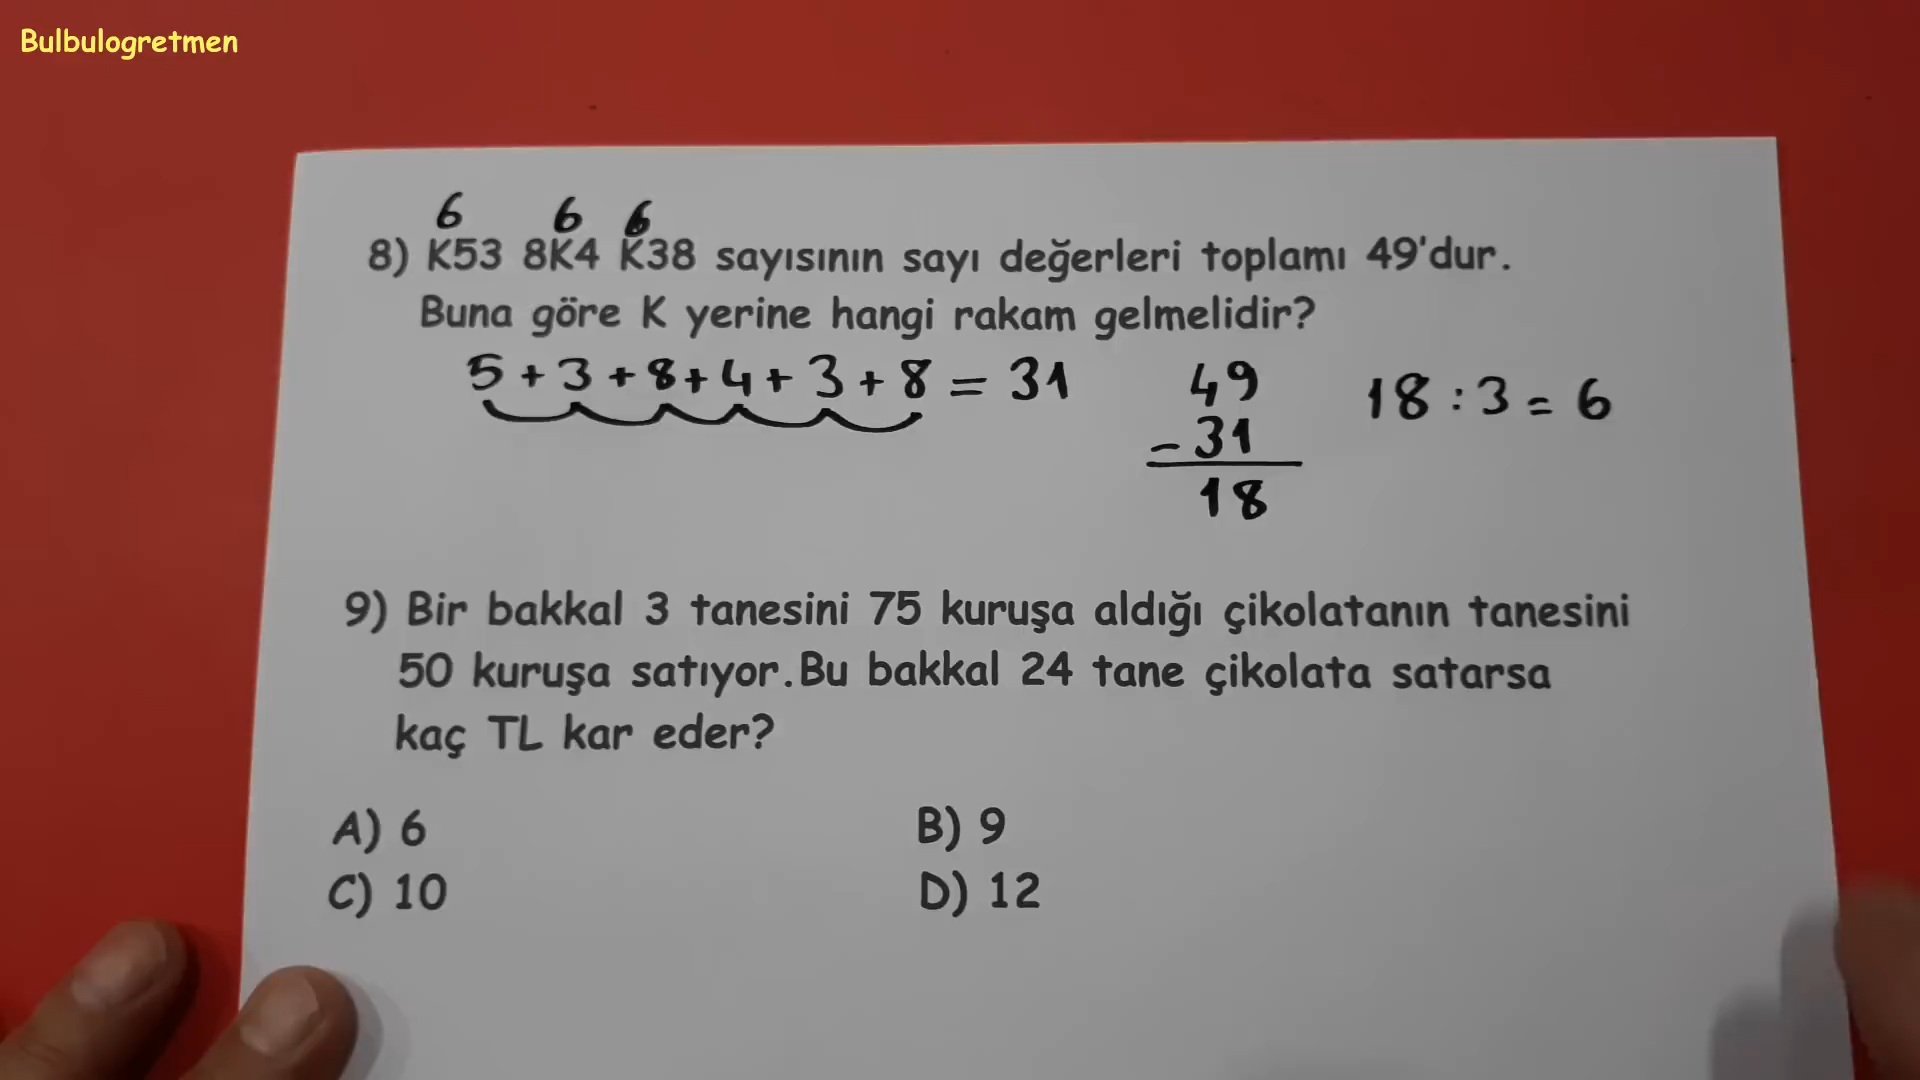 Bulbulogretmen
6 6 6
8) K53 8K4 K38 sayısının sayı değerleri toplamı 49'dur.
Buna göre K yerine hangi rakam gelmelidir?
5 + 3 + 8 + 4 + 3 + 8 = 31
49
- 31
18
18 : 3 = 6
9) Bir bakkal 3 tanesini 75 kuruşa aldığı çikolatanın tanesini
50 kuruşa satıyor.Bu bakkal 24 tane çikolata satarsa
kaç TL kar eder?
A) 6
B) 9
C) 10
D) 12